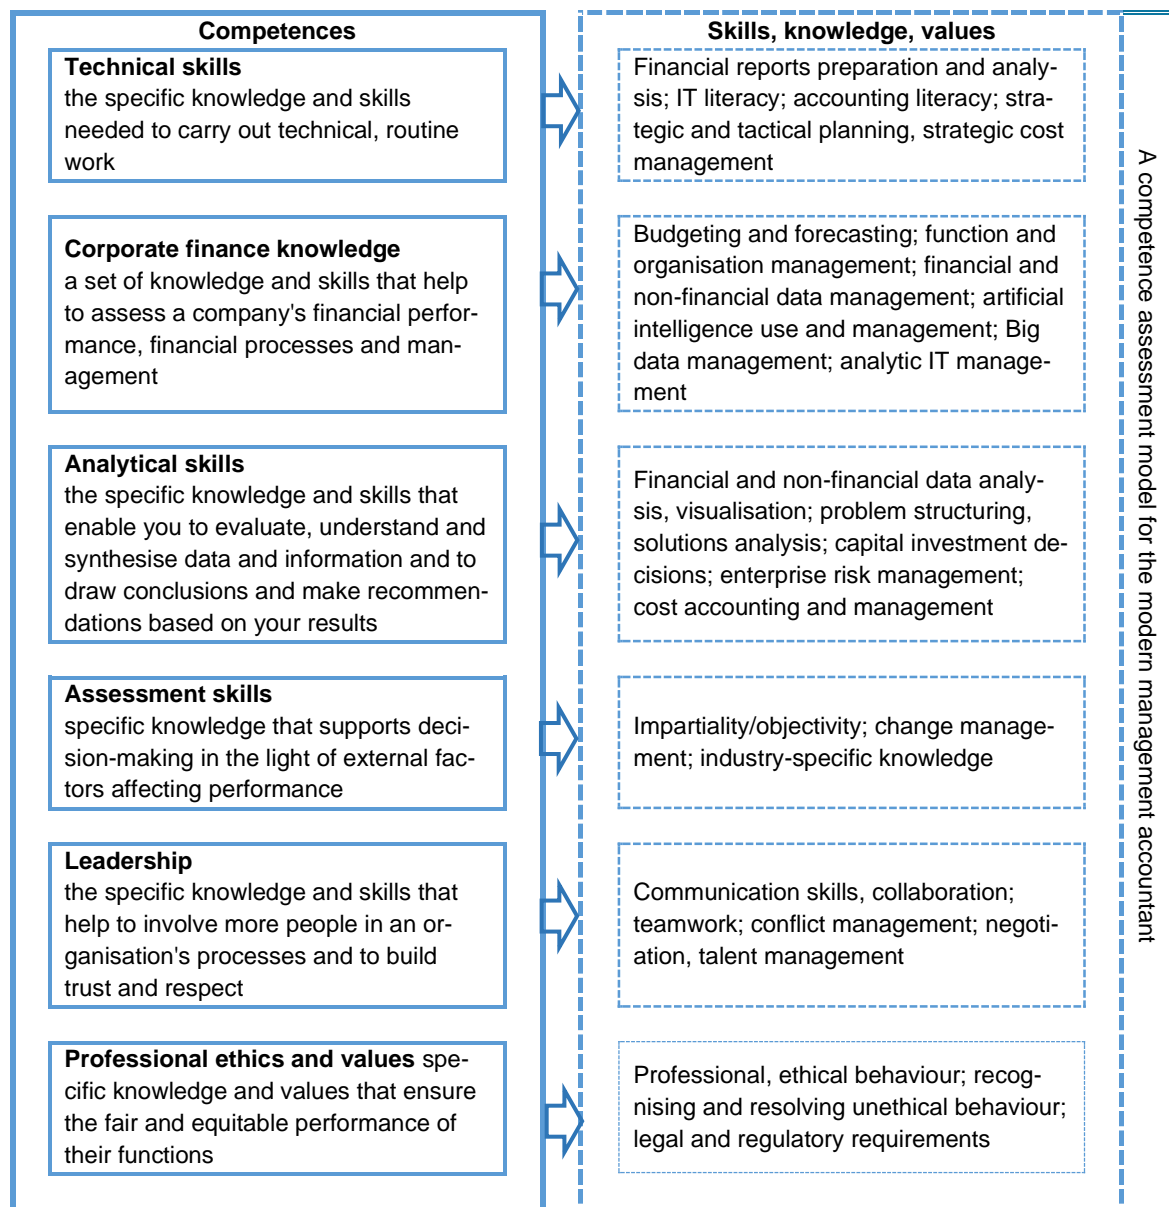 Competences
Skills, knowledge, values
Technical skills
the specific knowledge and skills
needed to carry out technical, routine
work
Financial reports preparation and analy-
sis; IT literacy; accounting literacy; stra-
tegic and tactical planning, strategic cost
management
Corporate finance knowledge
a set of knowledge and skills that help
to assess a company's financial perfor-
mance, financial processes and man-
agement
Budgeting and forecasting; function and
organisation management; financial and
non-financial data management; artificial
intelligence use and management; Big
data management; analytic IT manage-
ment
Analytical skills
the specific knowledge and skills that
enable you to evaluate, understand and
synthesise data and information and to
draw conclusions and make recommen-
dations based on your results
Financial and non-financial data analy-
sis, visualisation; problem structuring,
solutions analysis; capital investment de-
cisions; enterprise risk management;
cost accounting and management
Assessment skills
specific knowledge that supports deci-
sion-making in the light of external fac-
tors affecting performance
Impartiality/objectivity; change manage-
ment; industry-specific knowledge
Leadership
the specific knowledge and skills that
help to involve more people in an or-
ganisation's processes and to build
trust and respect
Communication skills, collaboration;
teamwork; conflict management; negoti-
ation, talent management
Professional ethics and values spe-
cific knowledge and values that ensure
the fair and equitable performance of
their functions
Professional, ethical behaviour; recog-
nising and resolving unethical behaviour;
legal and regulatory requirements
A competence assessment model for the modern management accountant